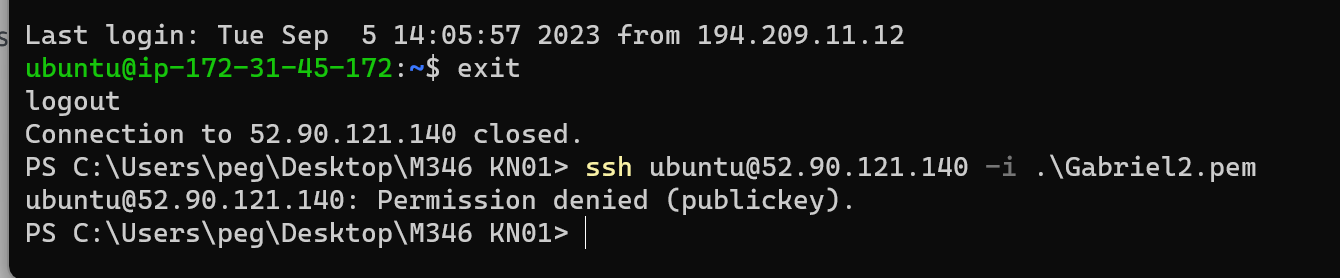 s
Last login: Tue Sep  5 14:05:57 2023 from 194.209.11.12
ubuntu@ip-172-31-45-172:~$ exit
logout
Connection to 52.90.121.140 closed.
PS C:\Users\peg\Desktop\M346 KN01> ssh ubuntu@52.90.121.140 -i .\Gabriel2.pem
ubuntu@52.90.121.140: Permission denied (publickey).
PS C:\Users\peg\Desktop\M346 KN01>